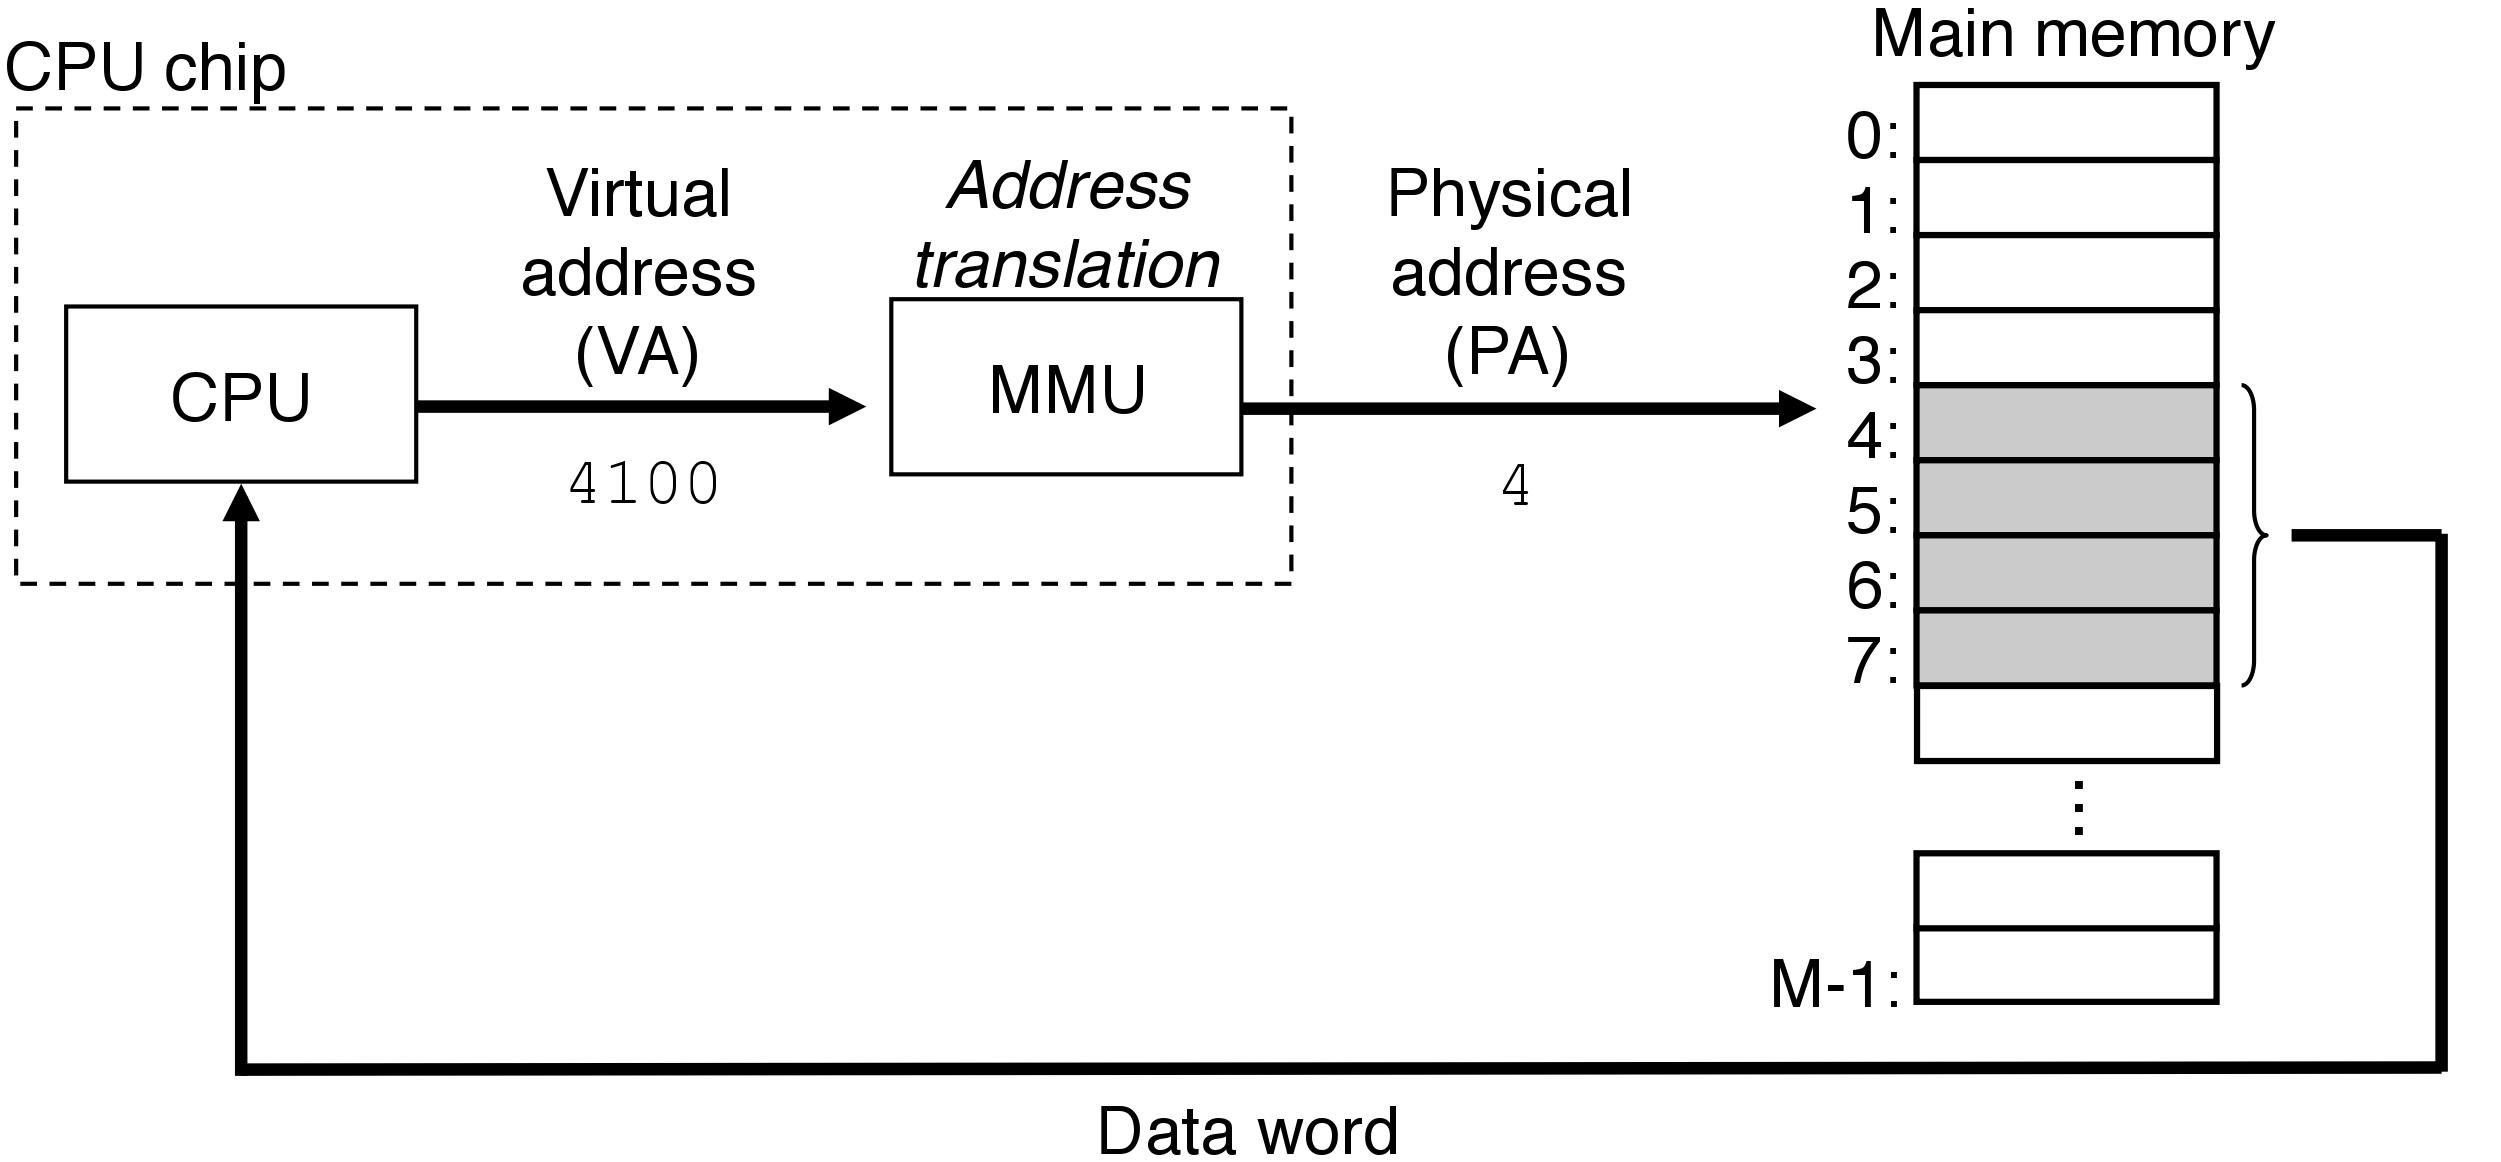 CPU chip
Virtual
address
(VA)
Address
translation
Physical
address
(PA)
CPU
4100
MMU
4
Main memory
0:
1:
2:
3:
4:
5:
6:
7:
M-1:
Data word